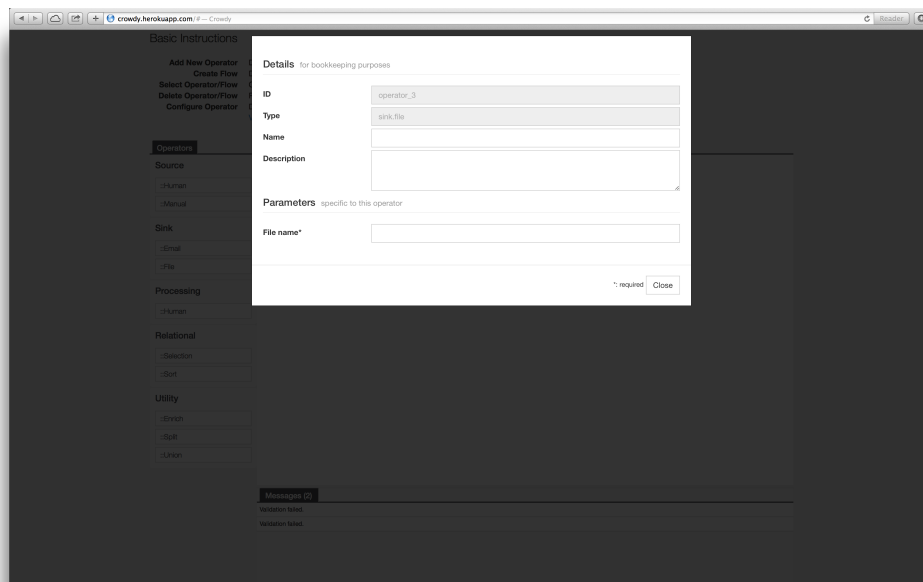 crowdy.herokuapp.com/# — Crowdy
Reader
Basic Instructions
Add New Operator
Create Flow
Select Operator/Flow
Delete Operator/Flow
Configure Operator
Details for bookkeeping purposes
ID operator_3
Type sink.file
Name
Description
Parameters specific to this operator
File name*
*: required Close
Operators
Source
::Human
::Manual
Sink
::Email
::File
Processing
::Human
Relational
::Selection
::Sort
Utility
::Enrich
::Split
::Union
Messages (2)
Validation failed.
Validation failed.